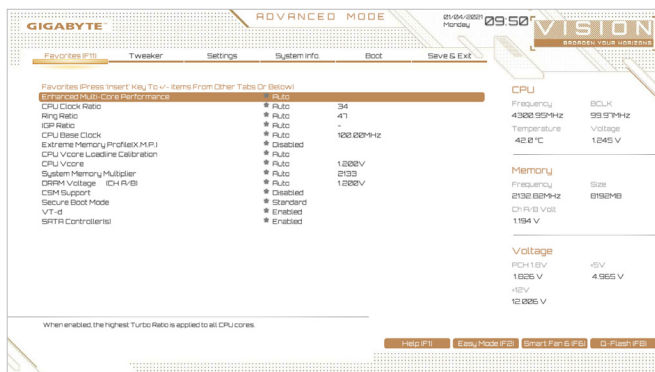 GIGABYTE™
ADVANCED MODE
01/04/2021 Monday 09:50
VISION
BROADEN YOUR HORIZONS
Favorites (F11) Tweaker Settings System Info. Boot Save & Exit
Favorites (Press 'Insert' Key To +/- Items From Other Tabs Or Below)
Enhanced Multi-Core Performance * Auto
CPU Clock Ratio * Auto 34
Ring Ratio * Auto 47
IGP Ratio * Auto -
CPU Base Clock * Auto 100.00MHz
Extreme Memory Profile(X.M.P.) * Disabled
CPU Vcore Loadline Calibration * Auto
CPU Vcore * Auto 1.200V
System Memory Multiplier * Auto 2133
DRAM Voltage (CH A/B) * Auto 1.200V
CSM Support * Disabled
Secure Boot Mode * Standard
VT-d * Enabled
SATA Controller(s) * Enabled
CPU
Frequency BCLK
4300.95MHz 99.97MHz
Temperature Voltage
42.0 °C 1.245 V
Memory
Frequency Size
2132.82MHz 8192MB
Ch A/B Volt
1.194 V
Voltage
PCH 1.8V +5V
1.826 V 4.965 V
+12V
12.006 V
When enabled, the highest Turbo Ratio is applied to all CPU cores.
Help (F1) Easy Mode (F2) Smart Fan 6 (F6) Q-Flash (F8)